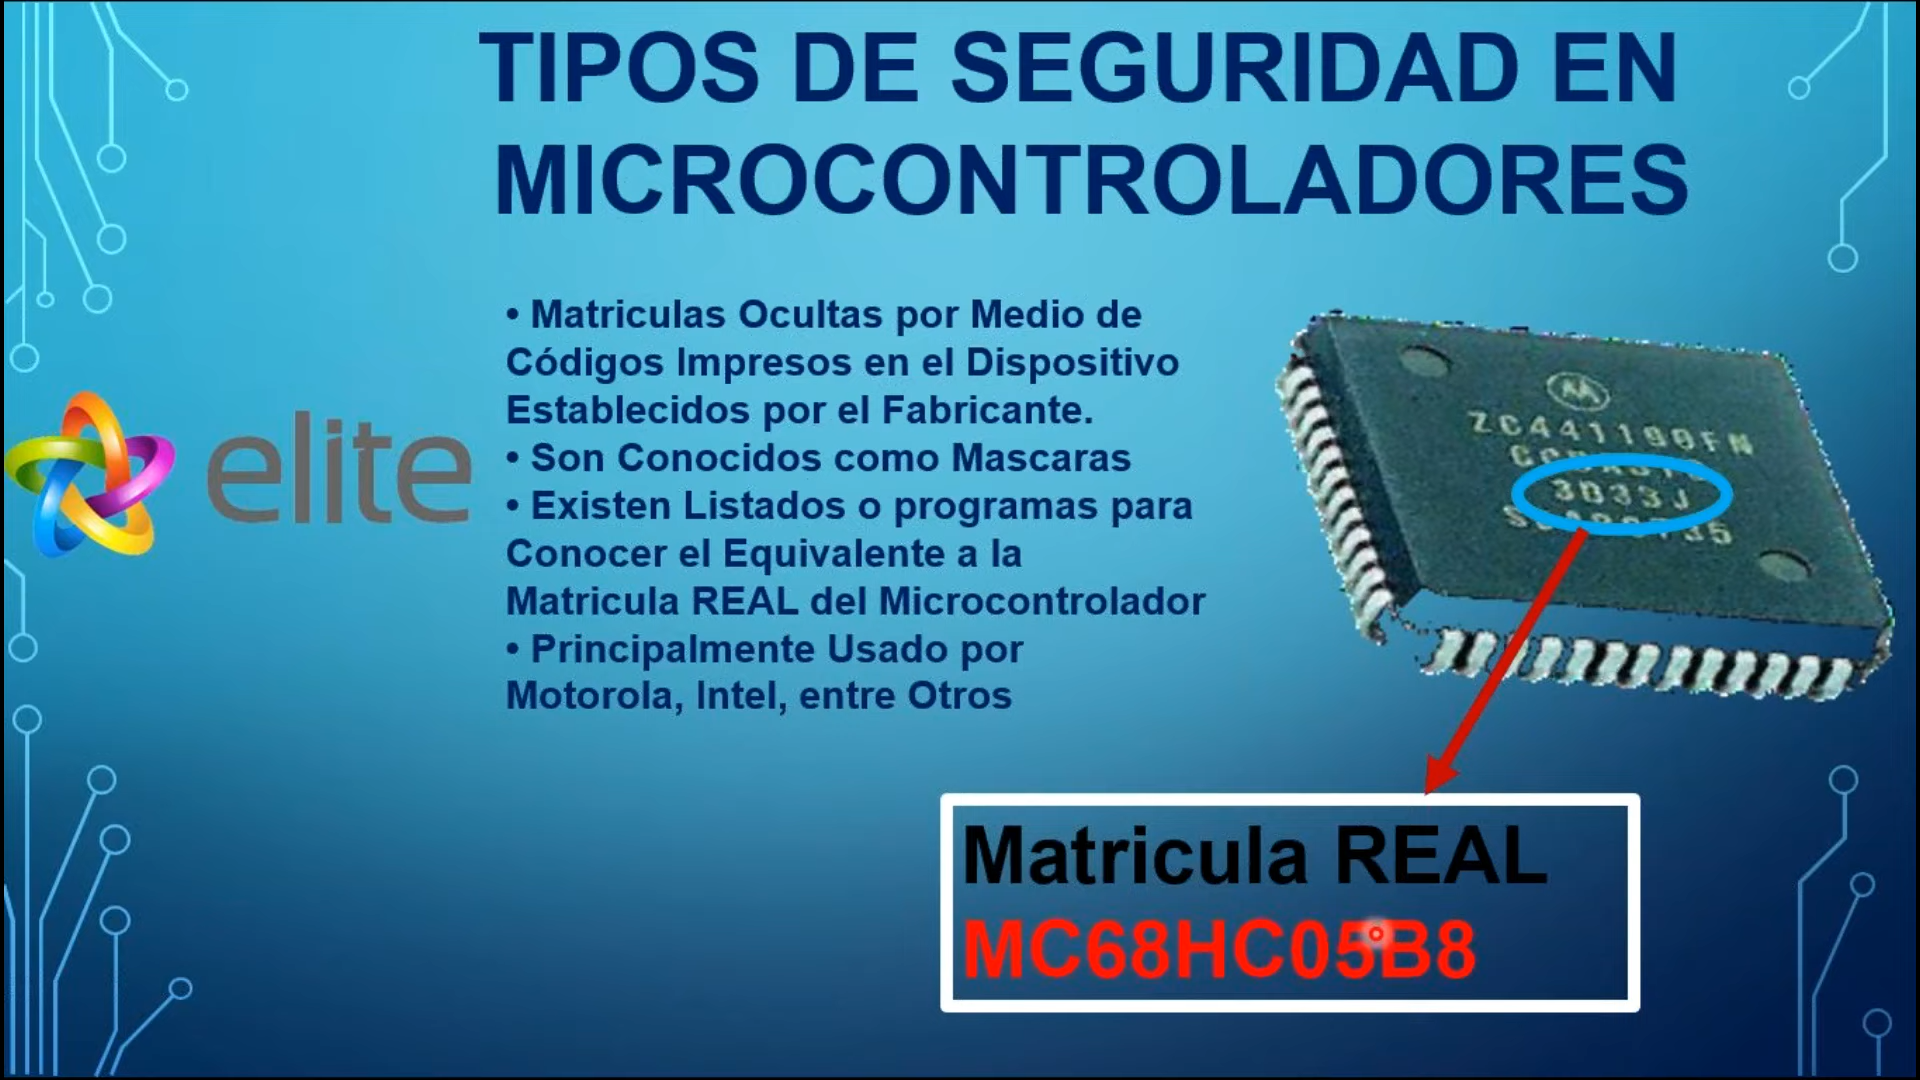 TIPOS DE SEGURIDAD EN
MICROCONTROLADORES
• Matriculas Ocultas por Medio de
Códigos Impresos en el Dispositivo
Establecidos por el Fabricante.
• Son Conocidos como Mascaras
• Existen Listados o programas para
Conocer el Equivalente a la
Matricula REAL del Microcontrolador
• Principalmente Usado por
Motorola, Intel, entre Otros
elite
ZC441190FN
3D33J
Matricula REAL
MC68HC05B8